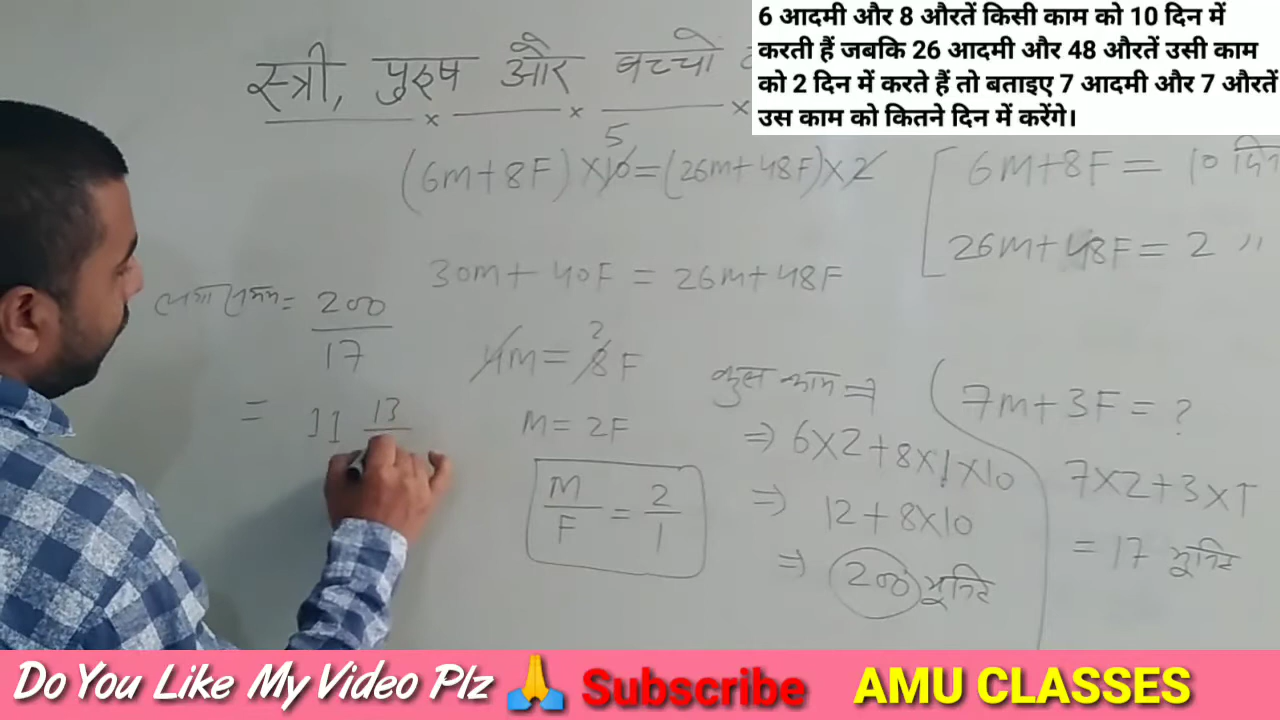 6 आदमी और 8 औरतें किसी काम को 10 दिन में
करती हैं जबकि 26 आदमी और 48 औरतें उसी काम
को 2 दिन में करते हैं तो बताइए 7 आदमी और 7 औरतें
उस काम को कितने दिन में करेंगे।
स्त्री, पुरुष और बच्चो
5
(6M+8F)×10=(26M+48F)×2
30M+40F = 26M+48F
2
4M = 8F
M = 2F
M/F = 2/1
6M+8F = 10 दिन
26M+48F = 2 ,,
7M+3F = ?
7×2+3×1
= 17 यूनिट
कुल काम ⇒
⇒ 6×2+8×1×10
⇒ 12+8×10
⇒ 200 यूनिट
= 200/17
= 11 13
Do You Like My Video Plz 🙏 Subscribe AMU CLASSES